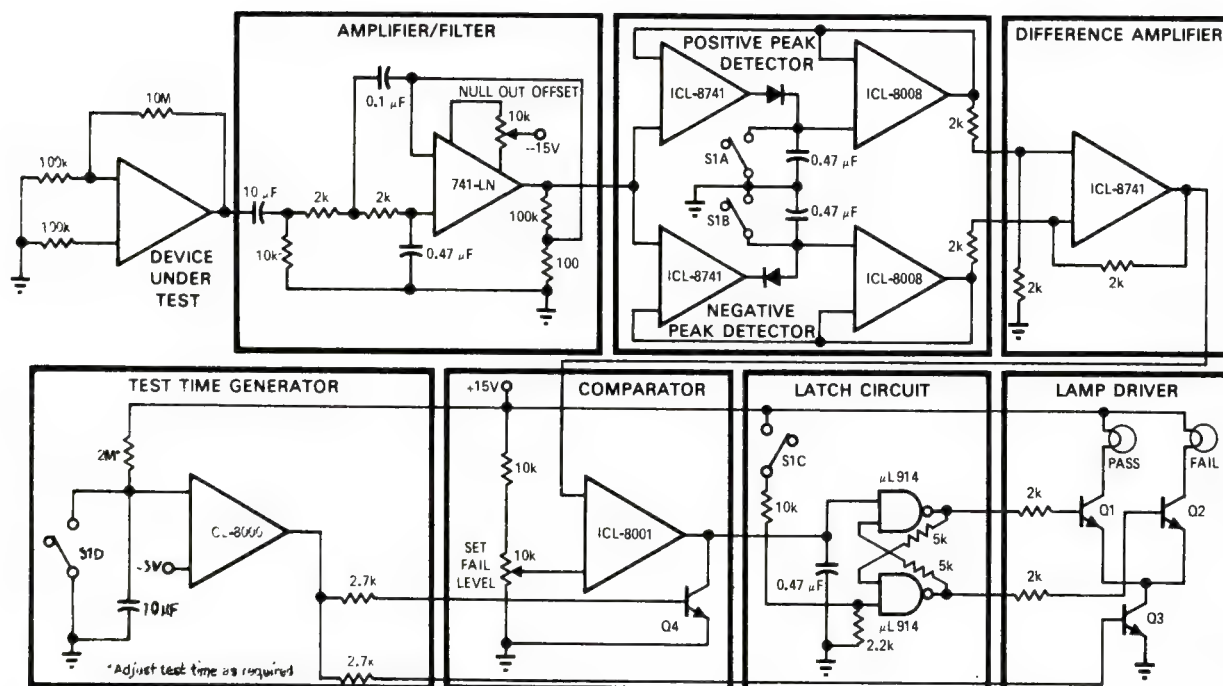 AMPLIFIER/FILTER
10M
100k
100k
DEVICE
UNDER
TEST
10 µF
0.1 µF
NULL OUT OFFSET
10k
--15V
2k
2k
741-LN
10k
0.47 µF
100k
100
POSITIVE PEAK
DETECTOR
ICL-8741
ICL-8008
S1A
0.47 µF
2k
S1B
0.47 µF
ICL-8741
ICL-8008
2k
NEGATIVE
PEAK DETECTOR
DIFFERENCE AMPLIFIER
ICL-8741
2k
2k
TEST TIME GENERATOR
2M*
S1D
10µF
2.7k
2.7k
*Adjust test time as required
COMPARATOR
+15V
10k
SET
FAIL
LEVEL
10k
ICL-8001
Q4
LATCH CIRCUIT
S1C
10k
µL914
5k
5k
0.47 µF
µL914
2.2k
LAMP DRIVER
PASS
FAIL
2k
Q1
Q2
2k
Q3